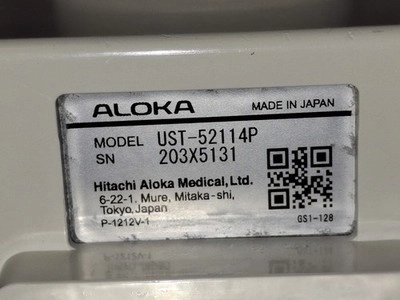 ALOKA MADE IN JAPAN
MODEL UST-52114P
SN 203X5131
Hitachi Aloka Medical,Ltd.
6-22-1, Mure, Mitaka-shi,
Tokyo,Japan
P-1212V-1
GS1-128